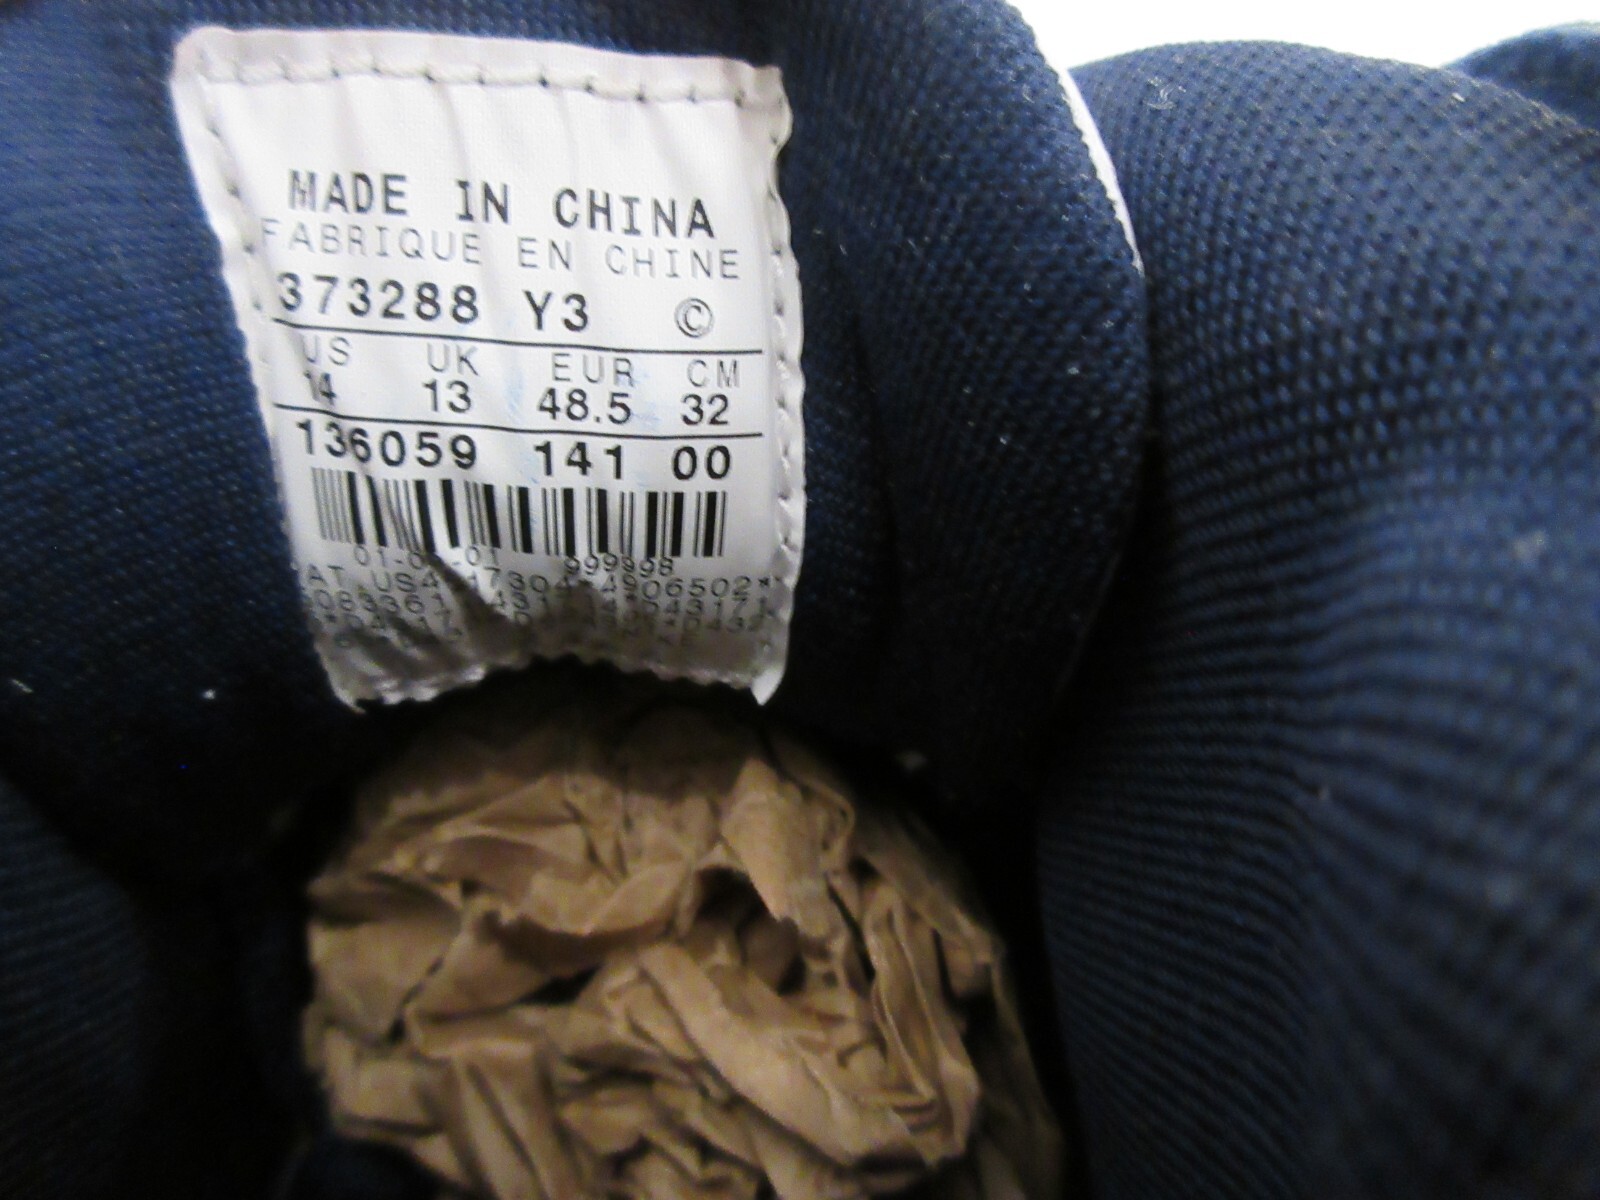 MADE IN CHINA
FABRIQUE EN CHINE
373288 Y3 ©
US UK EUR CM
14 13 48.5 32
136059 141 00
999998